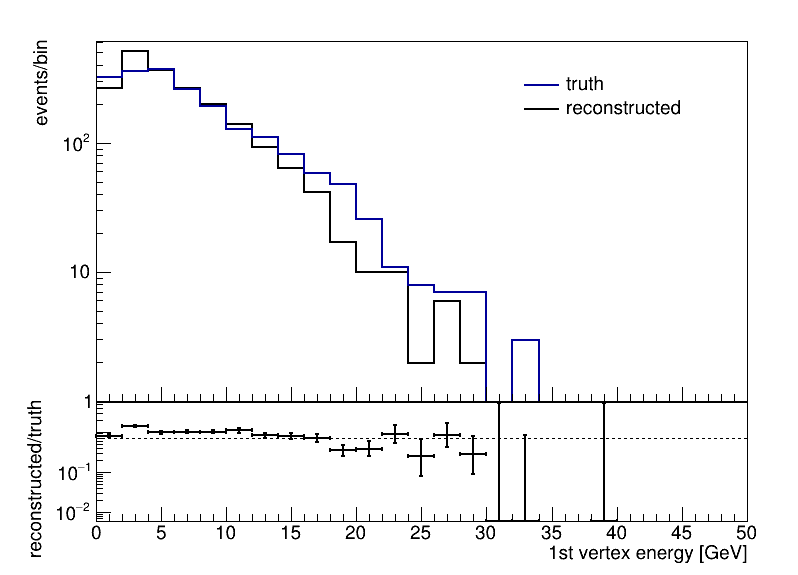 events/bin
truth
reconstructed
10²
10
1
reconstructed/truth
10⁻¹
10⁻²
0 5 10 15 20 25 30 35 40 45 50
1st vertex energy [GeV]